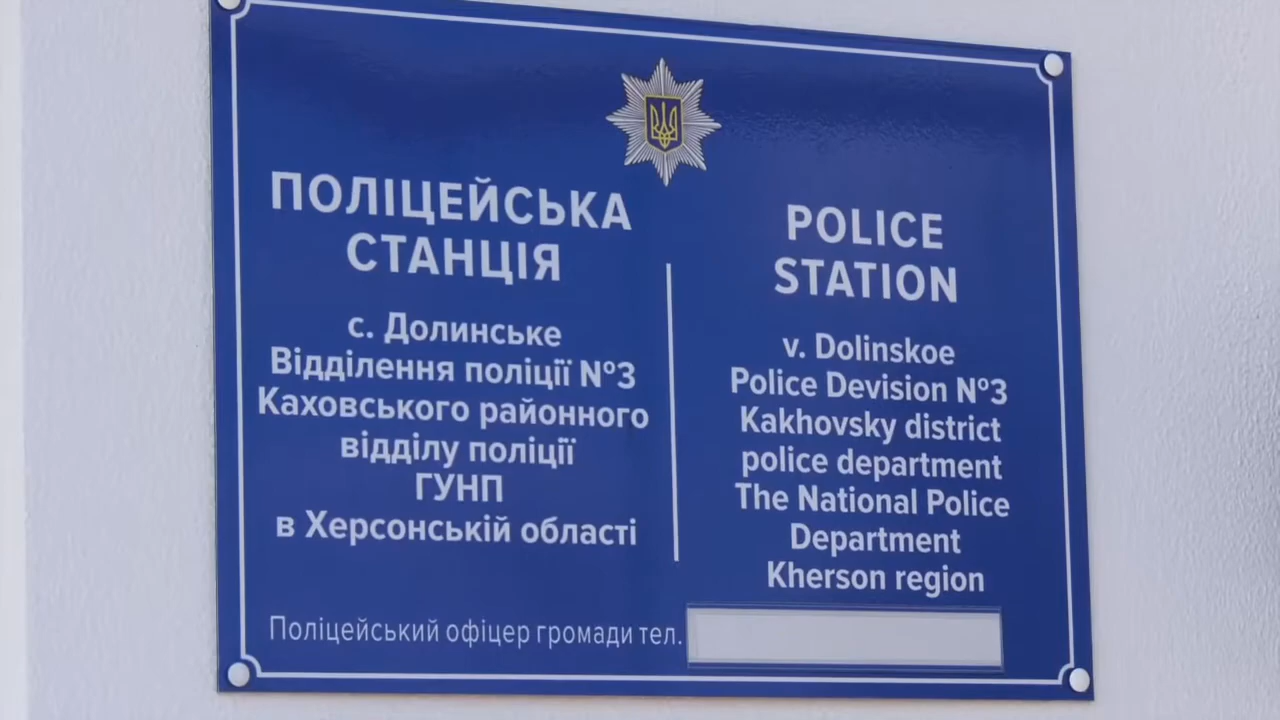 ПОЛІЦЕЙСЬКА
СТАНЦІЯ
с. Долинське
Відділення поліції №3
Каховського районного
відділу поліції
ГУНП
в Херсонській області
POLICE
STATION
v. Dolinskoe
Police Devision №3
Kakhovsky district
police department
The National Police
Department
Kherson region
Поліцейський офіцер громади тел.